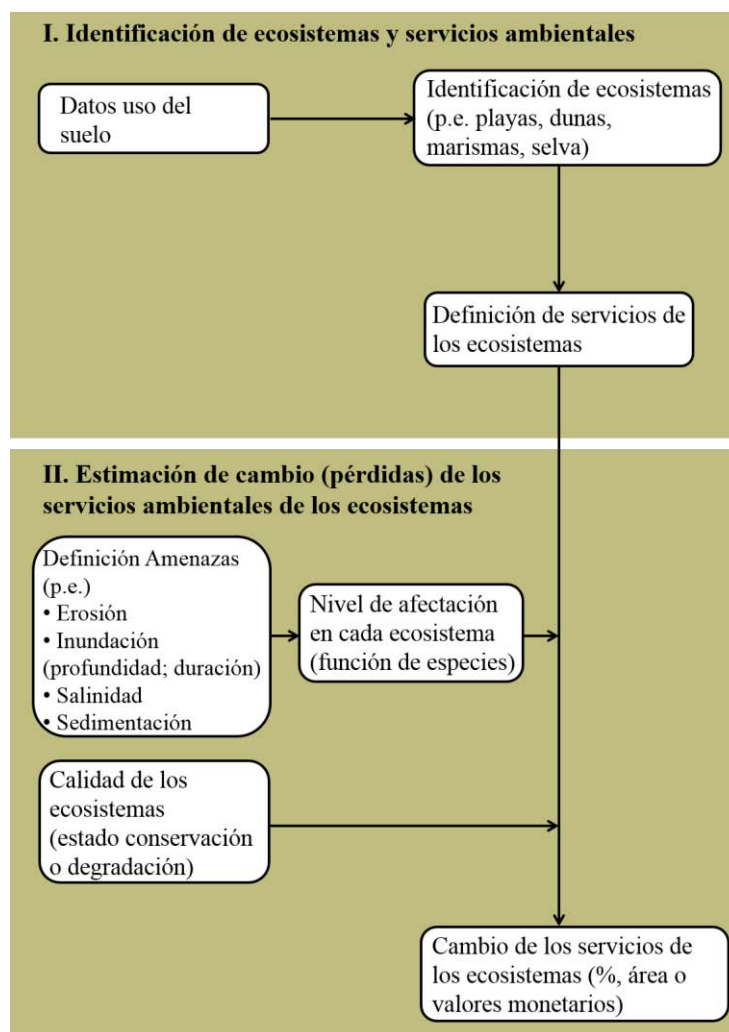 I. Identificación de ecosistemas y servicios ambientales
Datos uso del
suelo
Identificación de ecosistemas
(p.e. playas, dunas,
marismas, selva)
Definición de servicios de
los ecosistemas
II. Estimación de cambio (pérdidas) de los
servicios ambientales de los ecosistemas
Definición Amenazas
(p.e.)
• Erosión
• Inundación
(profundidad; duración)
• Salinidad
• Sedimentación
Nivel de afectación
en cada ecosistema
(función de especies)
Calidad de los
ecosistemas
(estado conservación
o degradación)
Cambio de los servicios de
los ecosistemas (%, área o
valores monetarios)